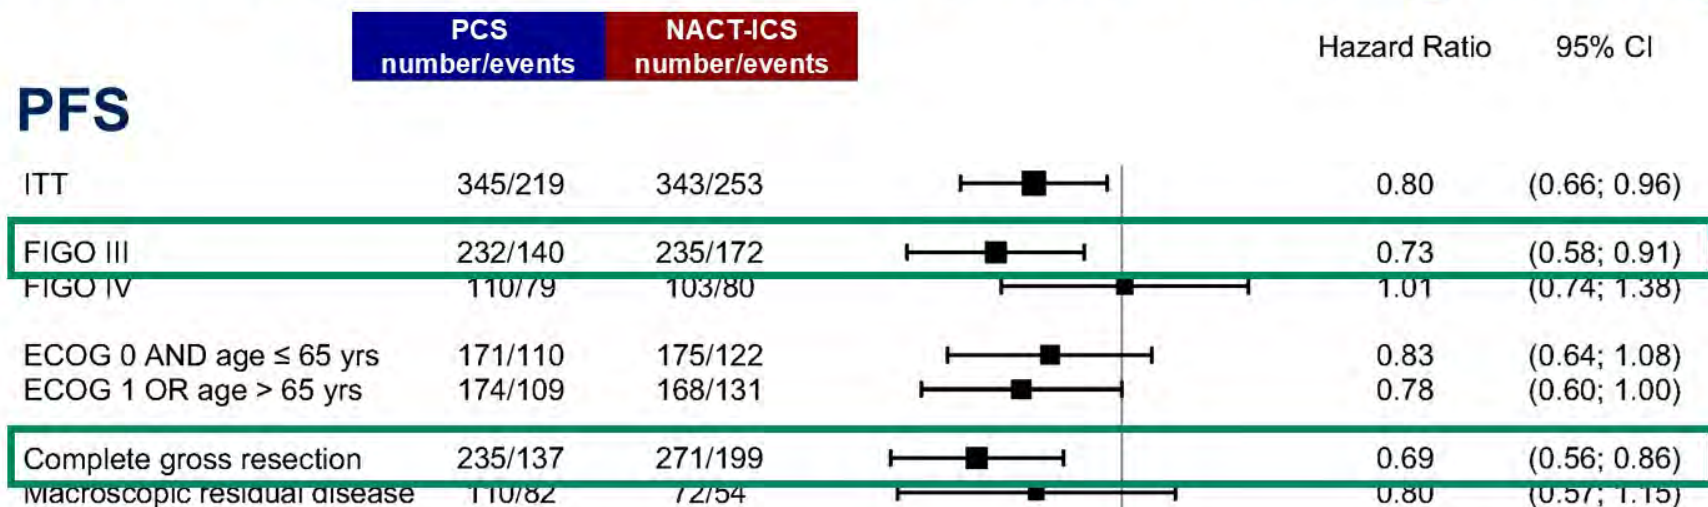 PCS NACT-ICS
number/events number/events Hazard Ratio 95% CI
PFS
ITT 345/219 343/253 0.80 (0.66; 0.96)
FIGO III 232/140 235/172 0.73 (0.58; 0.91)
FIGO IV 110/79 103/80 1.01 (0.74; 1.38)
ECOG 0 AND age ≤ 65 yrs 171/110 175/122 0.83 (0.64; 1.08)
ECOG 1 OR age > 65 yrs 174/109 168/131 0.78 (0.60; 1.00)
Complete gross resection 235/137 271/199 0.69 (0.56; 0.86)
Macroscopic residual disease 110/82 72/54 0.80 (0.57; 1.15)